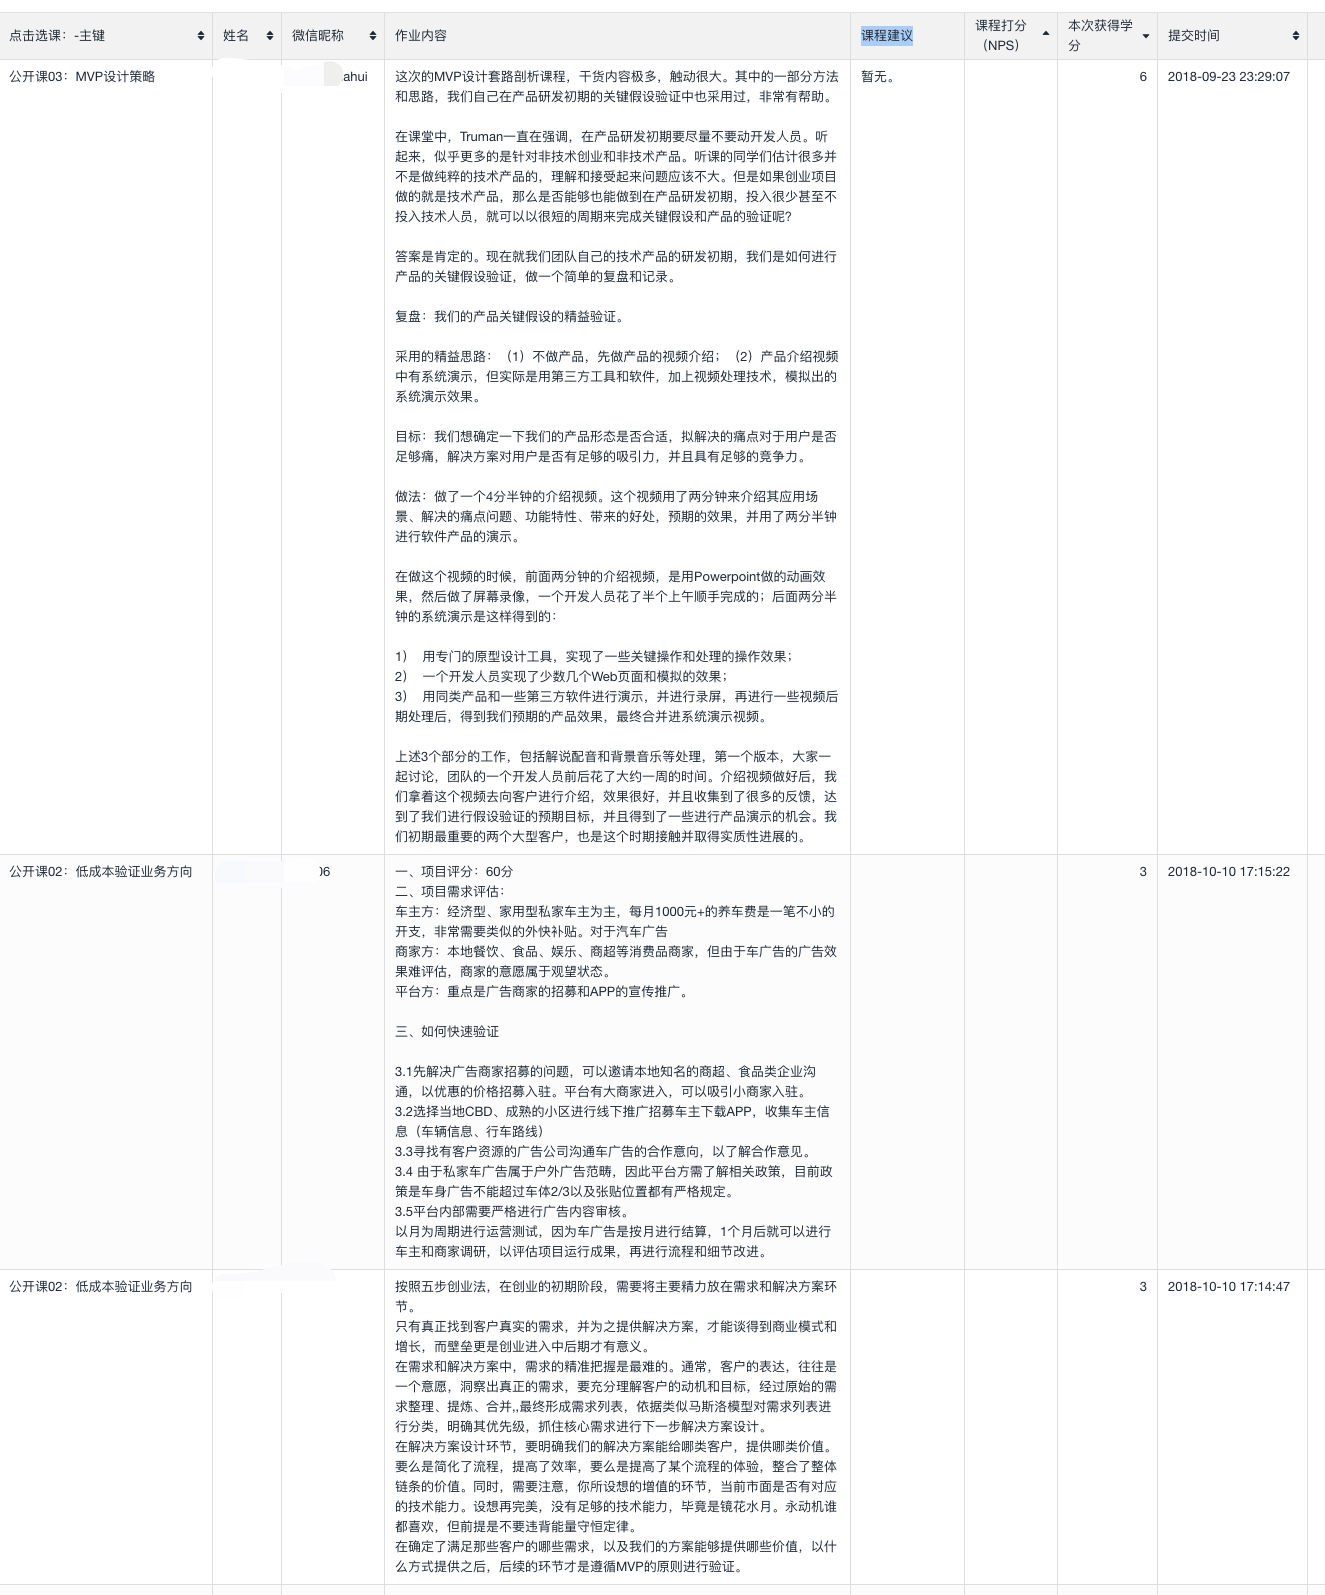 点击选课：-主键
姓名
微信昵称
作业内容
课程建议
课程打分
（NPS）
本次获得学
分
提交时间
公开课03：MVP设计策略
ahui
这次的MVP设计套路剖析课程，干货内容极多，触动很大。其中的一部分方法
和思路，我们自己在产品研发初期的关键假设验证中也采用过，非常有帮助。
在课堂中，Truman一直在强调，在产品研发初期要尽量不要动开发人员。听
起来，似乎更多的是针对非技术创业和非技术产品。听课的同学们估计很多并
不是做纯粹的技术产品的，理解和接受起来问题应该不大。但是如果创业项目
做的就是技术产品，那么是否能够也能做到在产品研发初期，投入很少甚至不
投入技术人员，就可以以很短的周期来完成关键假设和产品的验证呢？
答案是肯定的。现在就我们团队自己的技术产品的研发初期，我们是如何进行
产品的关键假设验证，做一个简单的复盘和记录。
复盘：我们的产品关键假设的精益验证。
采用的精益思路：（1）不做产品，先做产品的视频介绍；（2）产品介绍视频
中有系统演示，但实际是用第三方工具和软件，加上视频处理技术，模拟出的
系统演示效果。
目标：我们想确定一下我们的产品形态是否合适，拟解决的痛点对于用户是否
足够痛，解决方案对用户是否有足够的吸引力，并且具有足够的竞争力。
做法：做了一个4分半钟的介绍视频。这个视频用了两分钟来介绍其应用场
景、解决的痛点问题、功能特性、带来的好处，预期的效果，并用了两分半钟
进行软件产品的演示。
在做这个视频的时候，前面两分钟的介绍视频，是用Powerpoint做的动画效
果，然后做了屏幕录像，一个开发人员花了半个上午顺手完成的；后面两分半
钟的系统演示是这样得到的：
1） 用专门的原型设计工具，实现了一些关键操作和处理的操作效果；
2） 一个开发人员实现了少数几个Web页面和模拟的效果；
3） 用同类产品和一些第三方软件进行演示，并进行录屏，再进行一些视频后
期处理后，得到我们预期的产品效果，最终合并进系统演示视频。
上述3个部分的工作，包括解说配音和背景音乐等处理，第一个版本，大家一
起讨论，团队的一个开发人员前后花了大约一周的时间。介绍视频做好后，我
们拿着这个视频去向客户进行介绍，效果很好，并且收集到了很多的反馈，达
到了我们进行假设验证的预期目标，并且得到了一些进行产品演示的机会。我
们初期最重要的两个大型客户，也是这个时期接触并取得实质性进展的。
暂无。
6
2018-09-23 23:29:07
公开课02：低成本验证业务方向
06
一、项目评分：60分
二、项目需求评估：
车主方：经济型、家用型私家车主为主，每月1000元+的养车费是一笔不小的
开支，非常需要类似的外快补贴。对于汽车广告
商家方：本地餐饮、食品、娱乐、商超等消费品商家，但由于车广告的广告效
果难评估，商家的意愿属于观望状态。
平台方：重点是广告商家的招募和APP的宣传推广。
三、如何快速验证
3.1先解决广告商家招募的问题，可以邀请本地知名的商超、食品类企业沟
通，以优惠的价格招募入驻。平台有大商家进入，可以吸引小商家入驻。
3.2选择当地CBD、成熟的小区进行线下推广招募车主下载APP，收集车主信
息（车辆信息、行车路线）
3.3寻找有客户资源的广告公司沟通车广告的合作意向，以了解合作意见。
3.4 由于私家车广告属于户外广告范畴，因此平台方需了解相关政策，目前政
策是车身广告不能超过车体2/3以及张贴位置都有严格规定。
3.5平台内部需要严格进行广告内容审核。
以月为周期进行运营测试，因为车广告是按月进行结算，1个月后就可以进行
车主和商家调研，以评估项目运行成果，再进行流程和细节改进。
3
2018-10-10 17:15:22
公开课02：低成本验证业务方向
按照五步创业法，在创业的初期阶段，需要将主要精力放在需求和解决方案环
节。
只有真正找到客户真实的需求，并为之提供解决方案，才能谈得到商业模式和
增长，而壁垒更是创业进入中后期才有意义。
在需求和解决方案中，需求的精准把握是最难的。通常，客户的表达，往往是
一个意愿，洞察出真正的需求，要充分理解客户的动机和目标，经过原始的需
求整理、提炼、合并,,最终形成需求列表，依据类似马斯洛模型对需求列表进
行分类，明确其优先级，抓住核心需求进行下一步解决方案设计。
在解决方案设计环节，要明确我们的解决方案能给哪类客户，提供哪类价值。
要么是简化了流程，提高了效率，要么是提高了某个流程的体验，整合了整体
链条的价值。同时，需要注意，你所设想的增值的环节，当前市面是否有对应
的技术能力。设想再完美，没有足够的技术能力，毕竟是镜花水月。永动机谁
都喜欢，但前提是不要违背能量守恒定律。
在确定了满足那些客户的哪些需求，以及我们的方案能够提供哪些价值，以什
么方式提供之后，后续的环节才是遵循MVP的原则进行验证。
3
2018-10-10 17:14:47